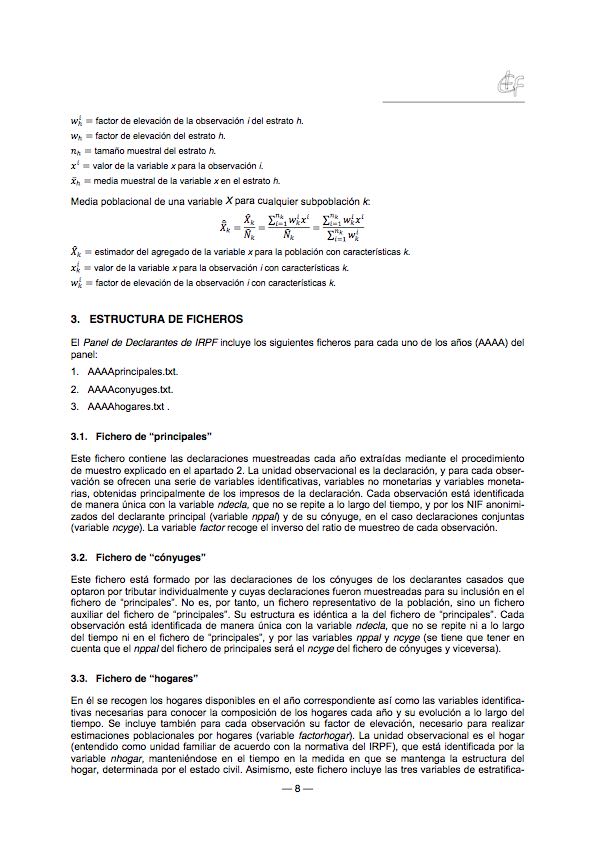 w_h^i = factor de elevación de la observación i del estrato h.
w_h = factor de elevación del estrato h.
n_h = tamaño muestral del estrato h.
x^i = valor de la variable x para la observación i.
x̄_h = media muestral de la variable x en el estrato h.
Media poblacional de una variable X para cualquier subpoblación k:
X̄̂_k = X̂_k / N̂_k = ∑_{i=1}^{n_k} w_k^i x^i / N̂_k = ∑_{i=1}^{n_k} w_k^i x^i / ∑_{i=1}^{n_k} w_k^i
X̂_k = estimador del agregado de la variable x para la población con características k.
x_k^i = valor de la variable x para la observación i con características k.
w_k^i = factor de elevación de la observación i con características k.
3. ESTRUCTURA DE FICHEROS
El Panel de Declarantes de IRPF incluye los siguientes ficheros para cada uno de los años (AAAA) del
panel:
1. AAAAprincipales.txt.
2. AAAAconyuges.txt.
3. AAAAhogares.txt .
3.1. Fichero de “principales”
Este fichero contiene las declaraciones muestreadas cada año extraídas mediante el procedimiento
de muestro explicado en el apartado 2. La unidad observacional es la declaración, y para cada obser-
vación se ofrecen una serie de variables identificativas, variables no monetarias y variables moneta-
rias, obtenidas principalmente de los impresos de la declaración. Cada observación está identificada
de manera única con la variable ndecla, que no se repite a lo largo del tiempo, y por los NIF anonimi-
zados del declarante principal (variable nppal) y de su cónyuge, en el caso declaraciones conjuntas
(variable ncyge). La variable factor recoge el inverso del ratio de muestreo de cada observación.
3.2. Fichero de “cónyuges”
Este fichero está formado por las declaraciones de los cónyuges de los declarantes casados que
optaron por tributar individualmente y cuyas declaraciones fueron muestreadas para su inclusión en el
fichero de “principales”. No es, por tanto, un fichero representativo de la población, sino un fichero
auxiliar del fichero de “principales”. Su estructura es idéntica a la del fichero de “principales”. Cada
observación está identificada de manera única con la variable ndecla, que no se repite ni a lo largo
del tiempo ni en el fichero de “principales”, y por las variables nppal y ncyge (se tiene que tener en
cuenta que el nppal del fichero de principales será el ncyge del fichero de cónyuges y viceversa).
3.3. Fichero de “hogares”
En él se recogen los hogares disponibles en el año correspondiente así como las variables identifica-
tivas necesarias para conocer la composición de los hogares cada año y su evolución a lo largo del
tiempo. Se incluye también para cada observación su factor de elevación, necesario para realizar
estimaciones poblacionales por hogares (variable factorhogar). La unidad observacional es el hogar
(entendido como unidad familiar de acuerdo con la normativa del IRPF), que está identificada por la
variable nhogar, manteniéndose en el tiempo en la medida en que se mantenga la estructura del
hogar, determinada por el estado civil. Asimismo, este fichero incluye las tres variables de estratifica-
— 8 —